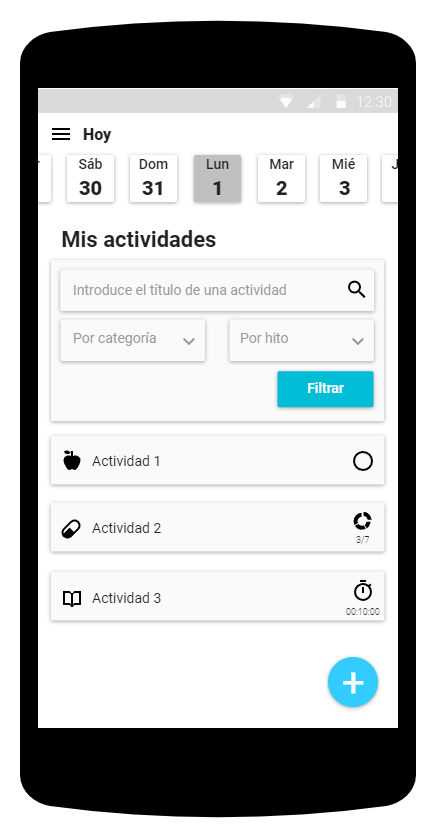 12:30
Hoy
Sáb Dom Lun Mar Mié
30 31 1 2 3
Mis actividades
Introduce el título de una actividad
Por categoría Por hito
Filtrar
Actividad 1
Actividad 2
3/7
Actividad 3
00:10:00